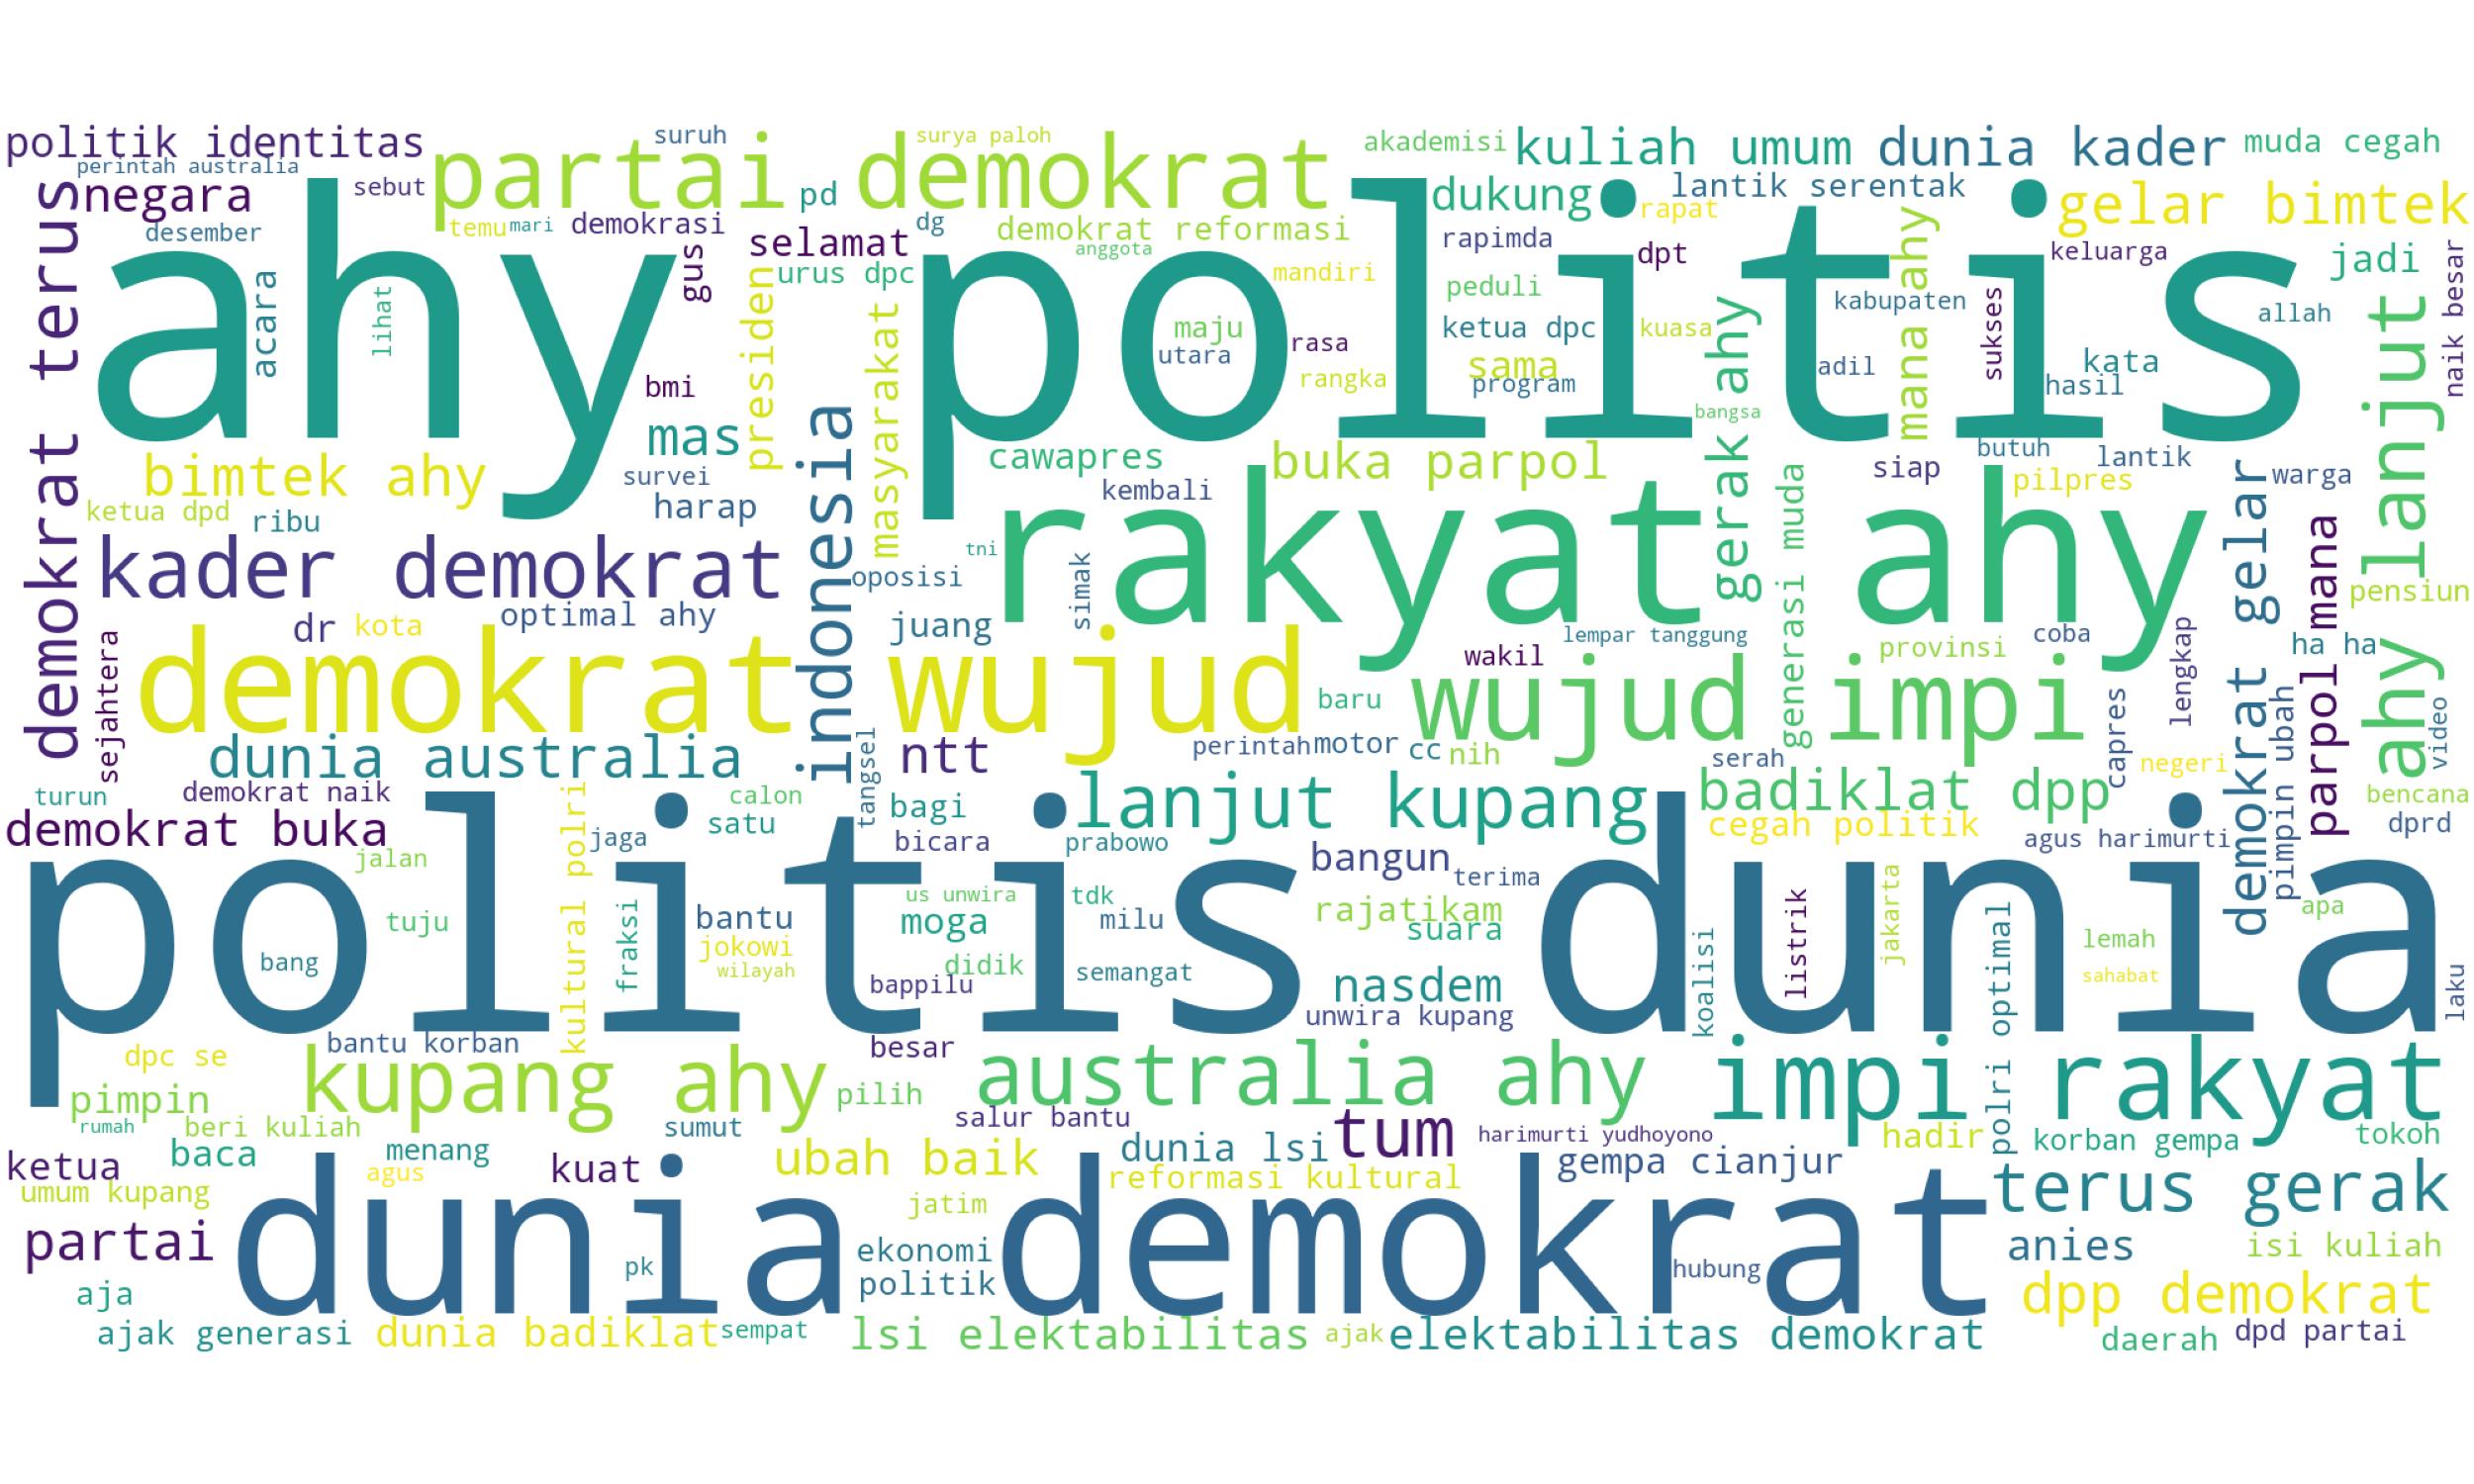 politik identitas
perintah australia
negara
sebut
desember
demokrat terus
ahy politis
partai demokrat
suruh
surya paloh
pd
temu
mari
demokrasi
selamat
dg
gus
acara
lihat
urus dpc
presiden
masyarakat
demokrat reformasi
anggota
mandiri
akademisi
kuliah umum
dunia kader
muda cegah
dukung
lantik serentak
rapat
gelar bimtek
rapimda
dpt
mana ahy
keluarga
jadi
naik besar
peduli
kabupaten
sukses
allah
ketua dpc
kuasa
maju
utara
rasa
rangka
sama
program
adil
kata
hasil
bangsa
gerak ahy
ahy lanjut
bmi
mas
indonesia
bimtek ahy
survei
harap
ketua dpd
ribu
cawapres
kembali
buka parpol
siap
butuh
lantik
pilpres
warga
demokrat gelar
parpol mana
pensiun
rakyat ahy
generasi muda
kader demokrat
tni
oposisi
simak
optimal ahy
dr
kota
juang
lempar tanggung
wakil
provinsi
coba
lengkap
ha ha
sejahtera
demokrat wujud
baru
wujud impi
capres
pimpin ubah
video
dunia australia
tangsel
ntt
perintah
motor
cc
nih
serah
negeri
turun
demokrat naik
calon
bagi
lanjut kupang
badiklat dpp
bencana
demokrat buka
kultural polri
jaga
satu
bicara
prabowo
cegah politik
agus harimurti
dprd
politis dunia
jalan
bangun
terima
tuju
fraksi
bantu
us unwira
moga
tdk
milu
rajatikam
suara
listrik
jakarta
polri optimal
apa
bang
jokowi
wilayah
didik
bappilu
semangat
nasdem
koalisi
lemah
sahabat
laku
unwira kupang
dpc se
bantu korban
besar
kupang ahy
australia ahy
impi rakyat
pimpin
pilih
rumah
beri kuliah
sumut
salur bantu
tum
harimurti yudhoyono
hadir
korban gempa
tokoh
ketua
baca
menang
agus
kuat
ubah baik
dunia lsi
reformasi kultural
gempa cianjur
umum kupang
jatim
terus gerak
dunia demokrat
partai
pk
ekonomi
politik
hubung
anies
isi kuliah
aja
dpp demokrat
ajak generasi
dunia badiklat
sempat
lsi elektabilitas
ajak
elektabilitas demokrat
daerah
dpd partai